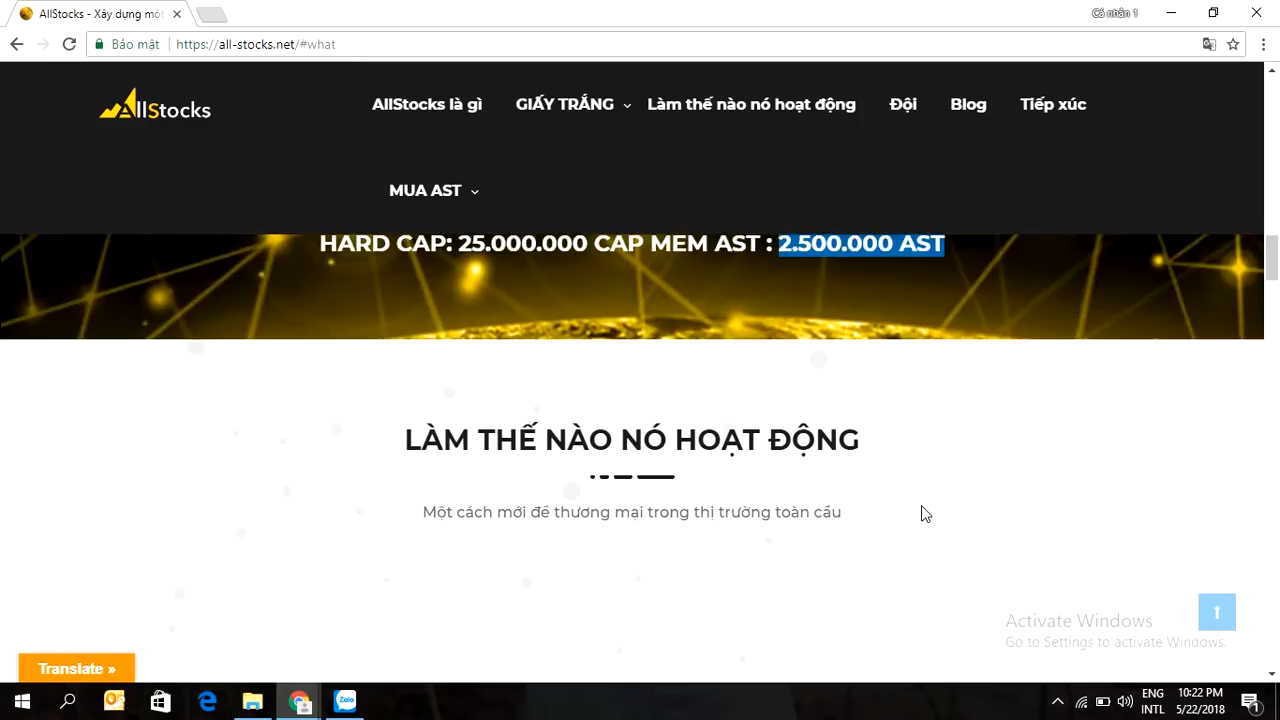 AllStocks - Xây dựng mộ
Cá nhân 1
Bảo mật
https://all-stocks.net/#what
AllStocks
AllStocks là gì
GIẤY TRẮNG
Làm thế nào nó hoạt động
Đội
Blog
Tiếp xúc
MUA AST
HARD CAP: 25.000.000 CAP MEM AST : 2.500.000 AST
LÀM THẾ NÀO NÓ HOẠT ĐỘNG
Một cách mới để thương mại trong thị trường toàn cầu
Activate Windows
Go to Settings to activate Windows.
Translate »
Zalo
ENG
INTL
10:22 PM
5/22/2018
1